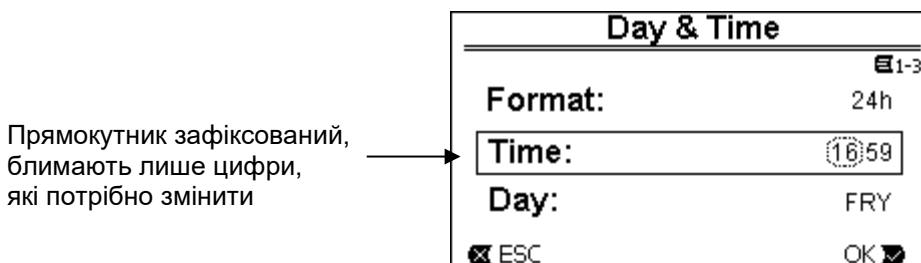 Day & Time
1-3
Format: 24h
Прямокутник зафіксований,
блимають лише цифри,
які потрібно змінити
Time: 16:59
Day: FRY
ESC OK